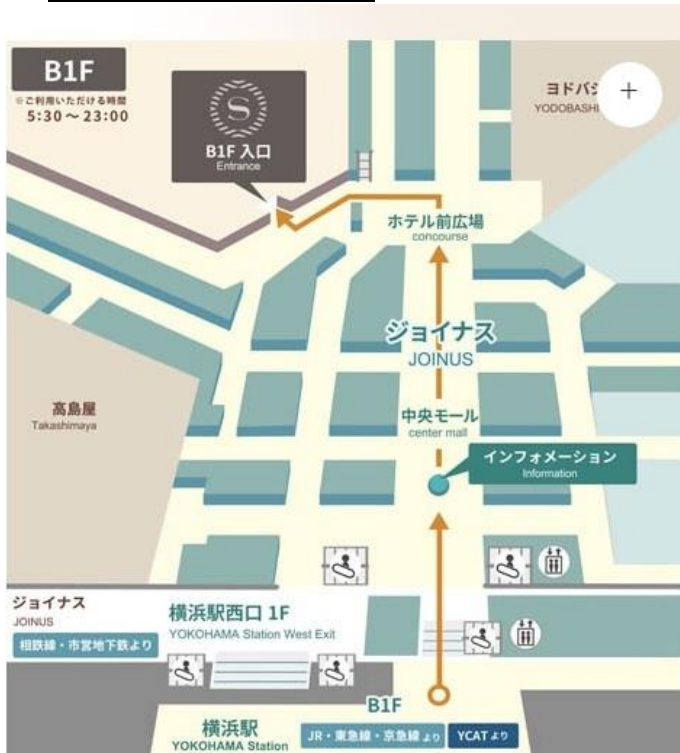 B1F
※ご利用いただける時間
5:30～23:00
S
B1F 入口
Entrance
YODOBASHI
ホテル前広場
concourse
ジョイナス
JOINUS
高島屋
Takashimaya
中央モール
center mall
インフォメーション
Information
ジョイナス
JOINUS
相鉄線・市営地下鉄より
横浜駅西口 1F
YOKOHAMA Station West Exit
B1F
横浜駅
YOKOHAMA Station
JR・東急線・京急線より
YCATより